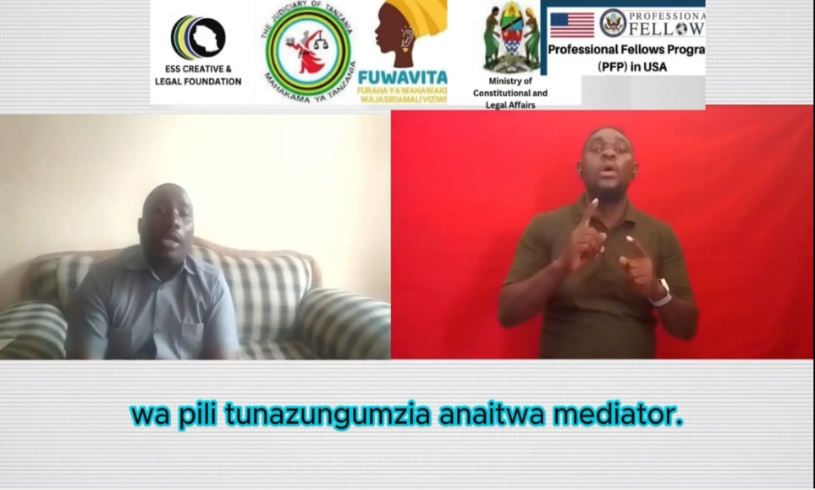 ESS CREATIVE &
LEGAL FOUNDATION
THE JUDICIARY OF TANZANIA
MAHAKAMA YA TANZANIA
FUWAVITA
FURAHA YA WANAWAKE
WAJASIRIAMALI VIZIWI
Ministry of
Constitutional and
Legal Affairs
PROFESSIONA
FELLOW
Professional Fellows Progra
(PFP) in USA
wa pili tunazungumzia anaitwa mediator.